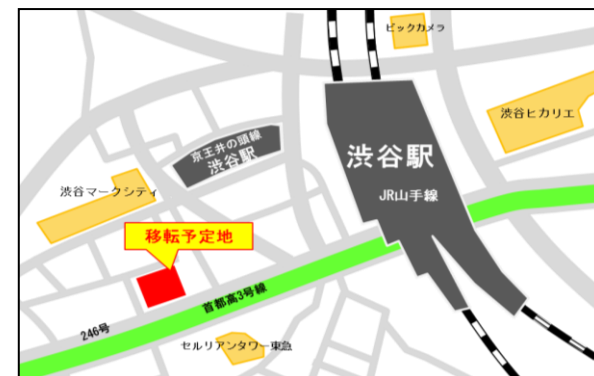 ビックカメラ
渋谷ヒカリエ
京王井の頭線
渋谷駅
渋谷駅
JR山手線
渋谷マークシティ
移転予定地
首都高3号線
246号
セルリアンタワー東急